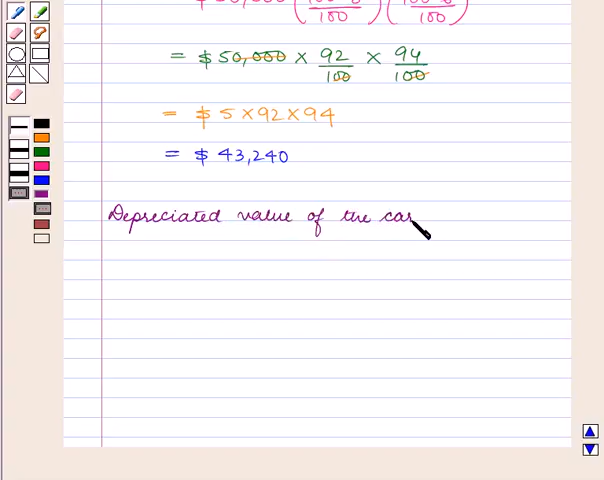 = $ 50,000 × 92/100 × 94/100
= $ 5 × 92 × 94
= $ 43,240
Depreciated value of the car